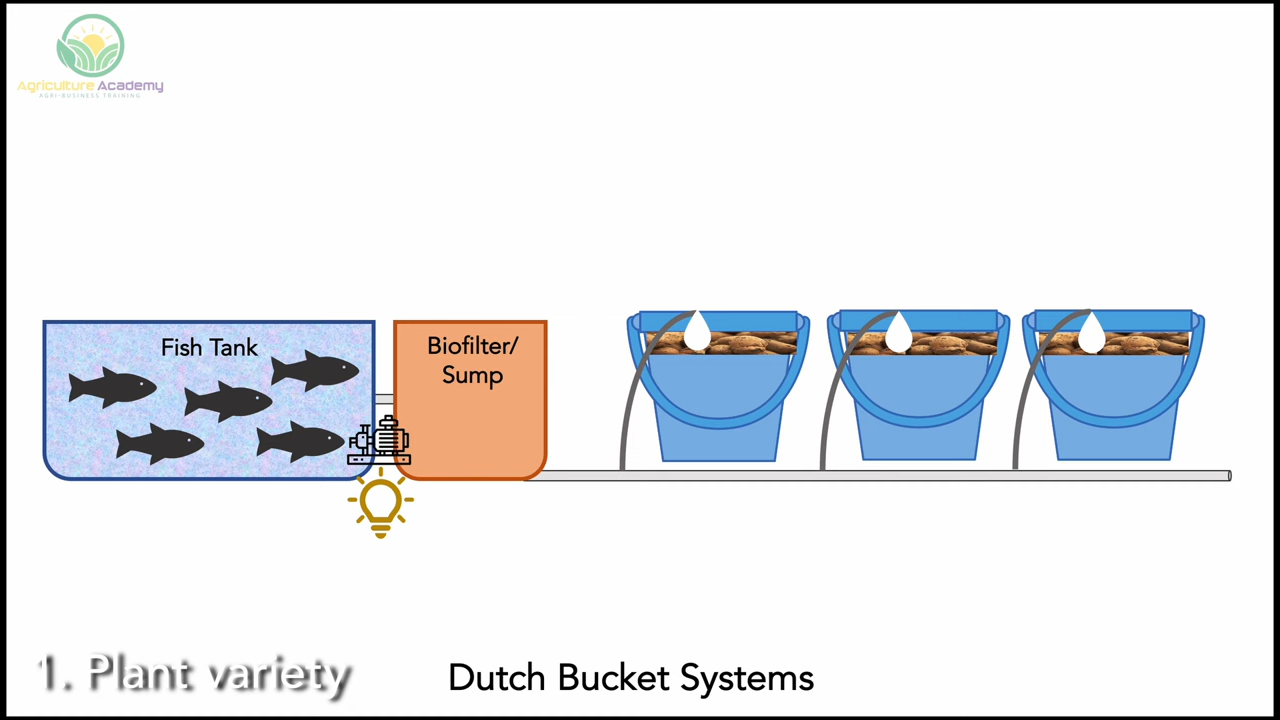 Agriculture Academy
AGRI-BUSINESS TRAINING
Fish Tank
Biofilter/
Sump
1. Plant variety
Dutch Bucket Systems